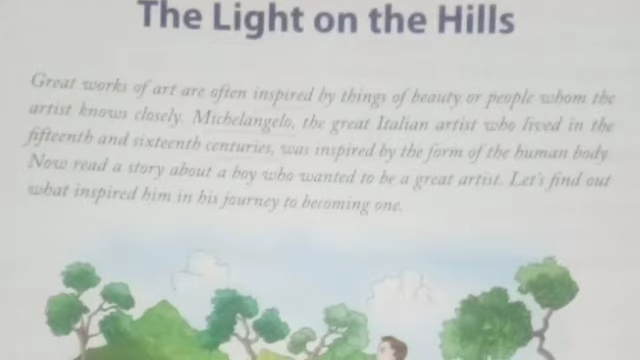 The Light on the Hills
Great works of art are often inspired by things of beauty or people whom the
artist knows closely. Michelangelo, the great Italian artist who lived in the
fifteenth and sixteenth centuries, was inspired by the form of the human body.
Now read a story about a boy who wanted to be a great artist. Let's find out
what inspired him in his journey to becoming one.